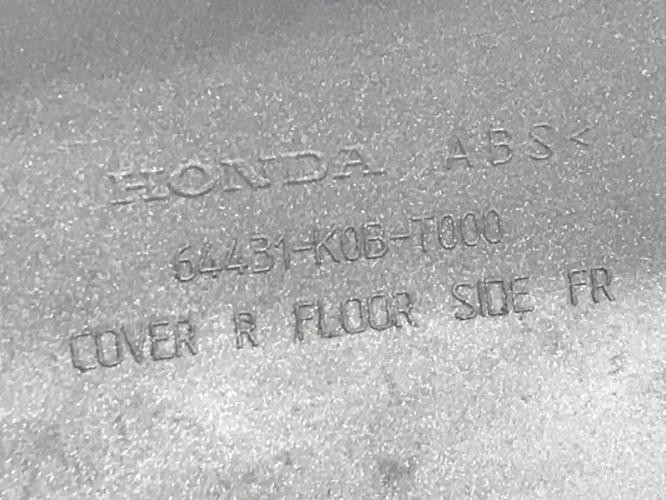 HONDA ABS<
64431-K0B-T000
COVER R FLOOR SIDE FR